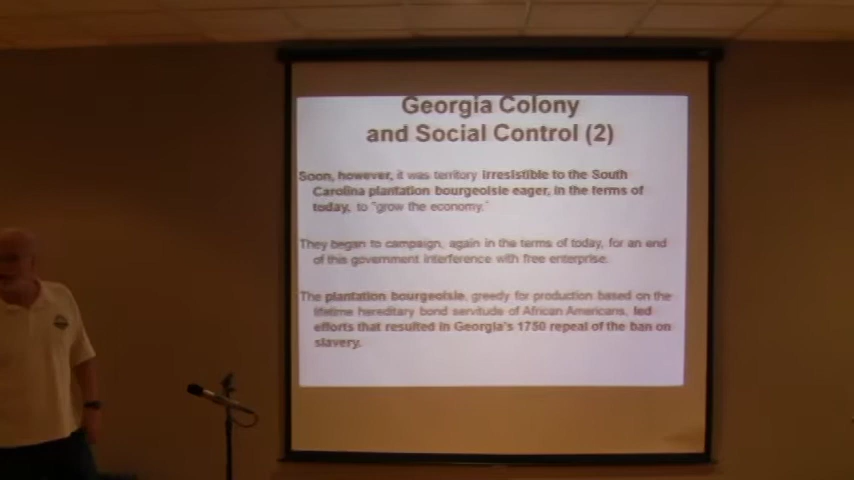 Georgia Colony
and Social Control (2)
Soon, however, it was territory irresistible to the South
Carolina plantation bourgeoisie eager, in the terms of
today, to "grow the economy."
They began to campaign, again in the terms of today, for an end
of this government interference with free enterprise.
The plantation bourgeoisie, greedy for production based on the
lifetime hereditary bond servitude of African Americans, led
efforts that resulted in Georgia's 1750 repeal of the ban on
slavery.